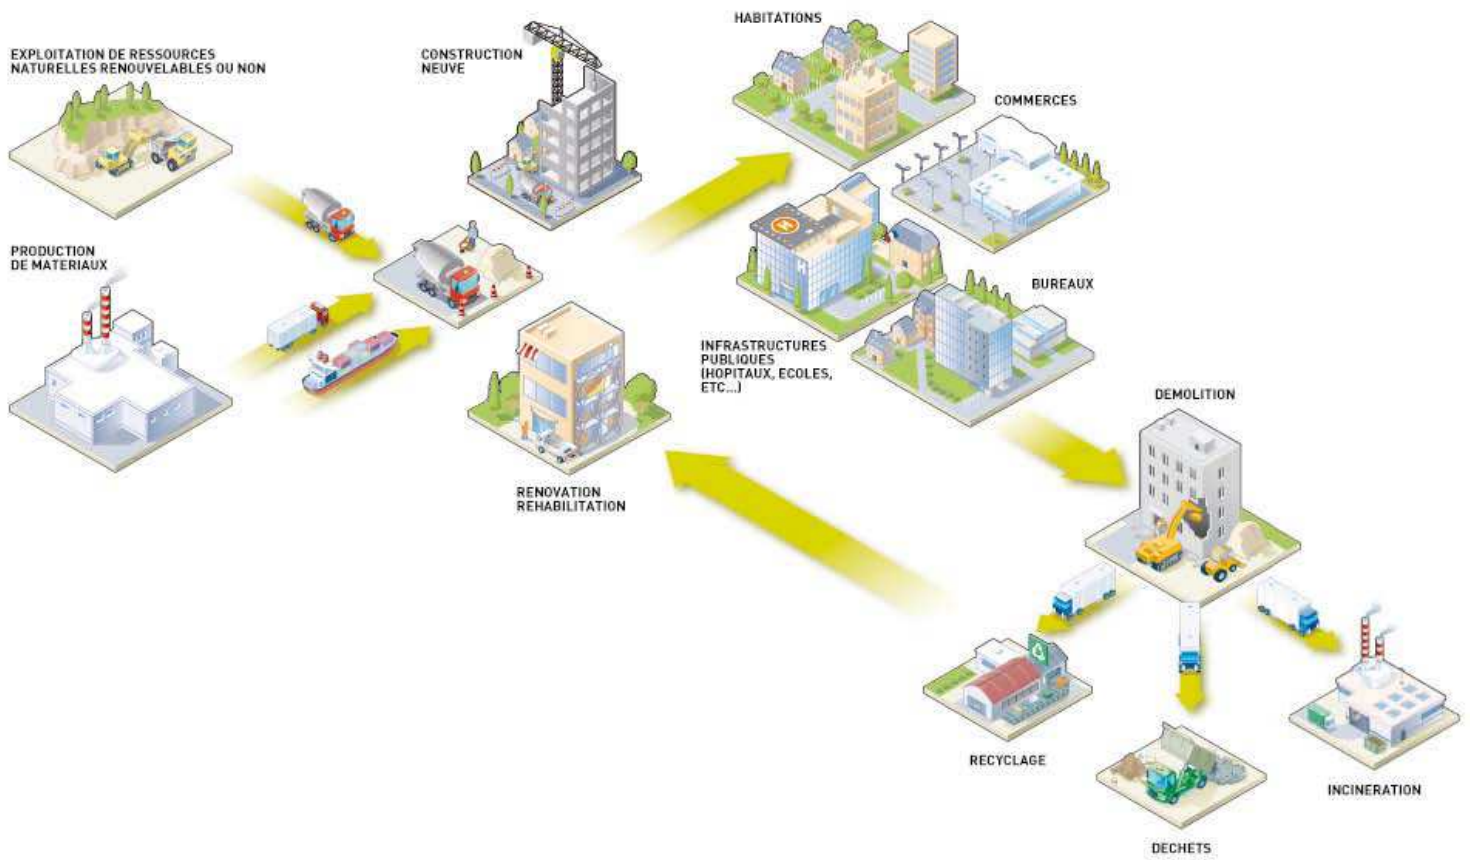 EXPLOITATION DE RESSOURCES
NATURELLES RENOUVELABLES OU NON
CONSTRUCTION
NEUVE
HABITATIONS
COMMERCES
PRODUCTION
DE MATERIAUX
BUREAUX
INFRASTRUCTURES
PUBLIQUES
(HOPITAUX, ECOLES,
ETC...)
H
DEMOLITION
RENOVATION
REHABILITATION
RECYCLAGE
INCINERATION
DECHETS